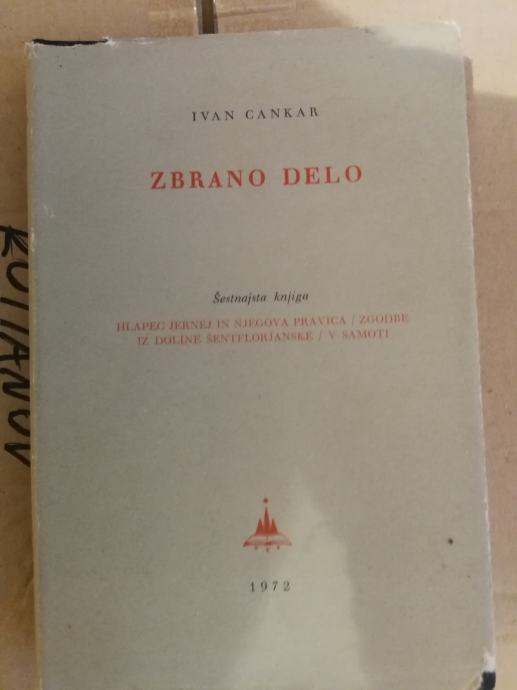 IVAN CANKAR
ZBRANO DELO
Šestnajsta knjiga
HLAPEC JERNEJ IN NJEGOVA PRAVICA / ZGODBE
IZ DOLINE ŠENTFLORJANSKE / V SAMOTI
1972